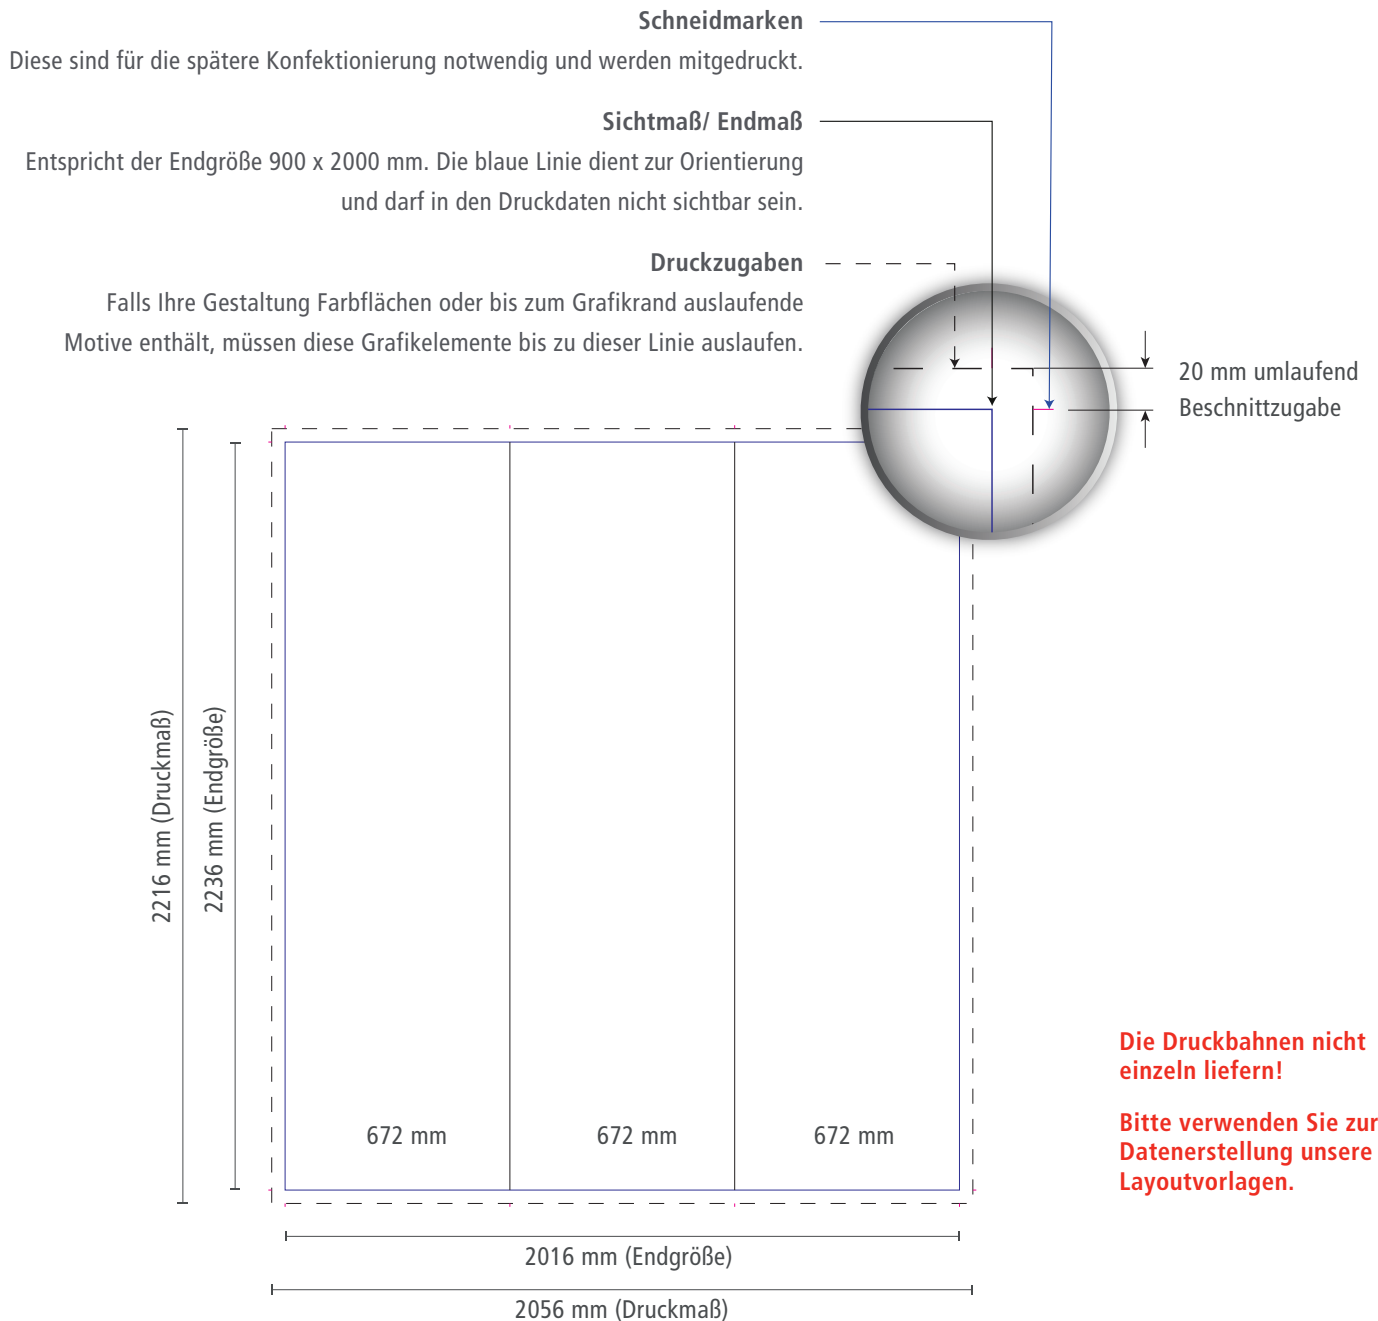 Schneidmarken
Diese sind für die spätere Konfektionierung notwendig und werden mitgedruckt.
Sichtmaß/ Endmaß
Entspricht der Endgröße 900 x 2000 mm. Die blaue Linie dient zur Orientierung
und darf in den Druckdaten nicht sichtbar sein.
Druckzugaben
Falls Ihre Gestaltung Farbflächen oder bis zum Grafikrand auslaufende
Motive enthält, müssen diese Grafikelemente bis zu dieser Linie auslaufen.
20 mm umlaufend
Beschnittzugabe
2216 mm (Druckmaß)
2236 mm (Endgröße)
672 mm
672 mm
672 mm
Die Druckbahnen nicht
einzeln liefern!
Bitte verwenden Sie zur
Datenerstellung unsere
Layoutvorlagen.
2016 mm (Endgröße)
2056 mm (Druckmaß)